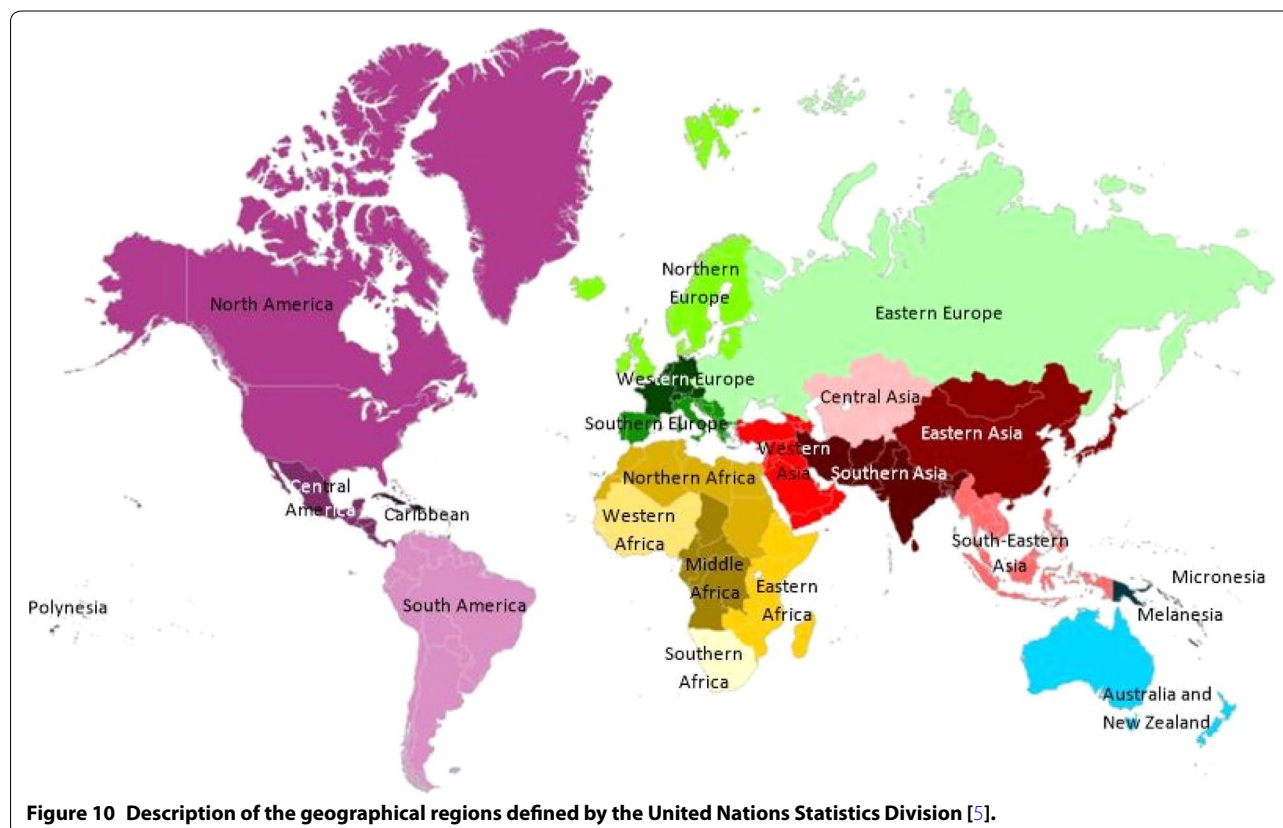 Northern
Europe
North America
Eastern Europe
Western Europe
Central Asia
Southern Europe
Eastern Asia
Western
Asia
Southern Asia
Northern Africa
Central
America
Caribbean
Western
Africa
South-Eastern
Asia
Middle
Africa
Eastern
Africa
Micronesia
Polynesia
South America
Melanesia
Southern
Africa
Australia and
New Zealand
Figure 10 Description of the geographical regions defined by the United Nations Statistics Division [5].